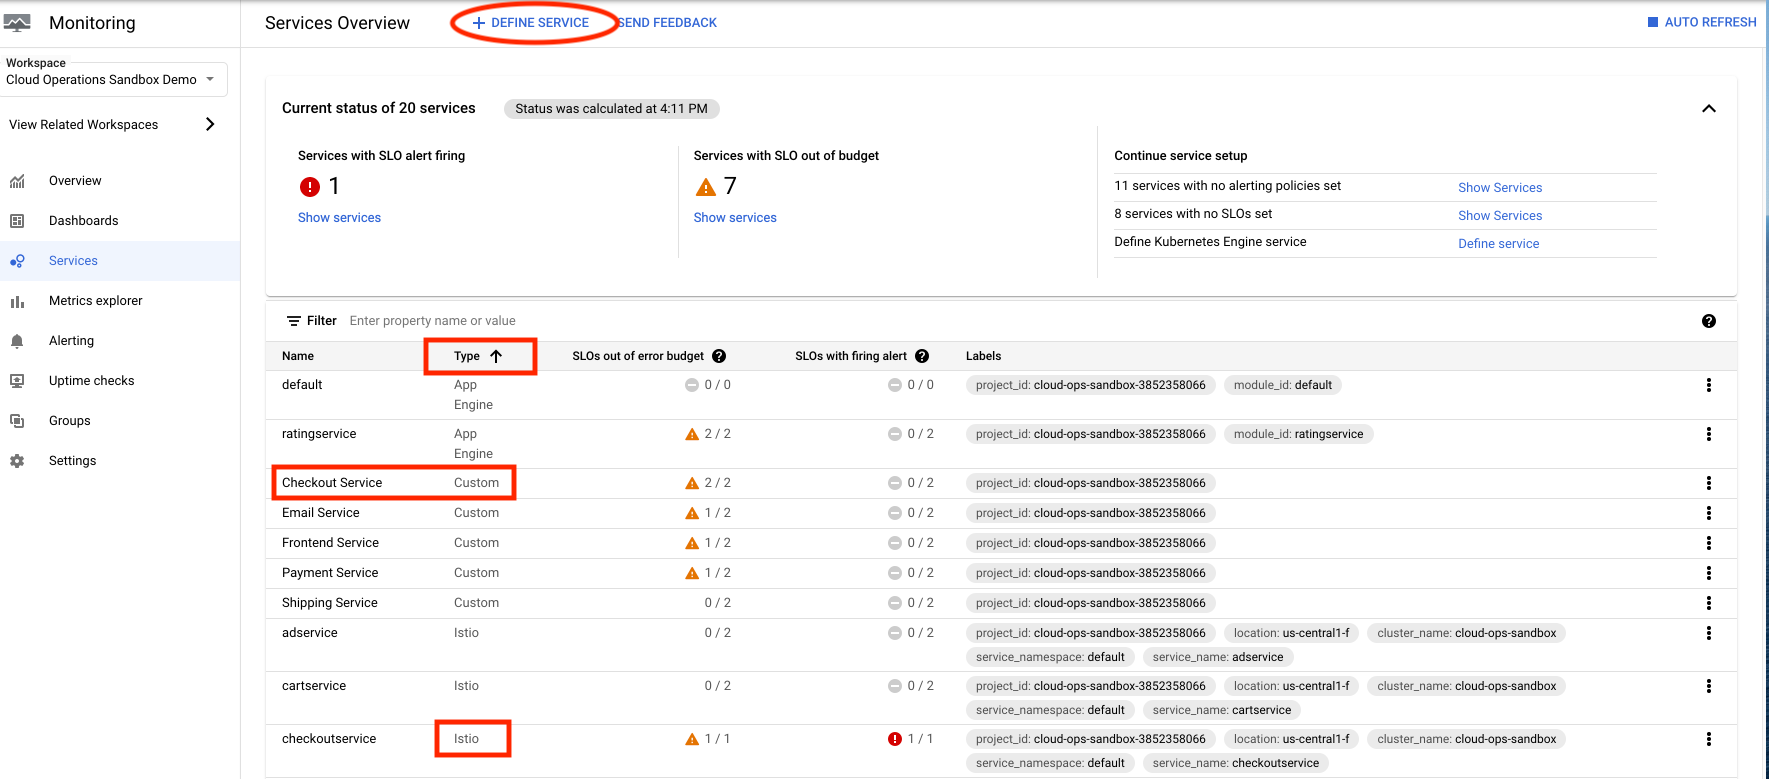 Monitoring
Services Overview
DEFINE SERVICE
SEND FEEDBACK
AUTO REFRESH
Workspace
Cloud Operations Sandbox Demo
View Related Workspaces
Overview
Dashboards
Services
Metrics explorer
Alerting
Uptime checks
Groups
Settings
Current status of 20 services
Status was calculated at 4:11 PM
Services with SLO alert firing
1
Show services
Services with SLO out of budget
7
Show services
Continue service setup
11 services with no alerting policies set Show Services
8 services with no SLOs set Show Services
Define Kubernetes Engine service Define service
Filter Enter property name or value
Name Type SLOs out of error budget SLOs with firing alert Labels
default App Engine 0 / 0 0 / 0 project_id: cloud-ops-sandbox-3852358066 module_id: default
ratingservice App Engine 2 / 2 0 / 2 project_id: cloud-ops-sandbox-3852358066 module_id: ratingservice
Checkout Service Custom 2 / 2 0 / 2 project_id: cloud-ops-sandbox-3852358066
Email Service Custom 1 / 2 0 / 2 project_id: cloud-ops-sandbox-3852358066
Frontend Service Custom 1 / 2 0 / 2 project_id: cloud-ops-sandbox-3852358066
Payment Service Custom 1 / 2 0 / 2 project_id: cloud-ops-sandbox-3852358066
Shipping Service Custom 0 / 2 0 / 2 project_id: cloud-ops-sandbox-3852358066
adservice Istio 0 / 2 0 / 2 project_id: cloud-ops-sandbox-3852358066 location: us-central1-f cluster_name: cloud-ops-sandbox
service_namespace: default service_name: adservice
cartservice Istio 0 / 2 0 / 2 project_id: cloud-ops-sandbox-3852358066 location: us-central1-f cluster_name: cloud-ops-sandbox
service_namespace: default service_name: cartservice
checkoutservice Istio 1 / 1 1 / 1 project_id: cloud-ops-sandbox-3852358066 location: us-central1-f cluster_name: cloud-ops-sandbox
service_namespace: default service_name: checkoutservice